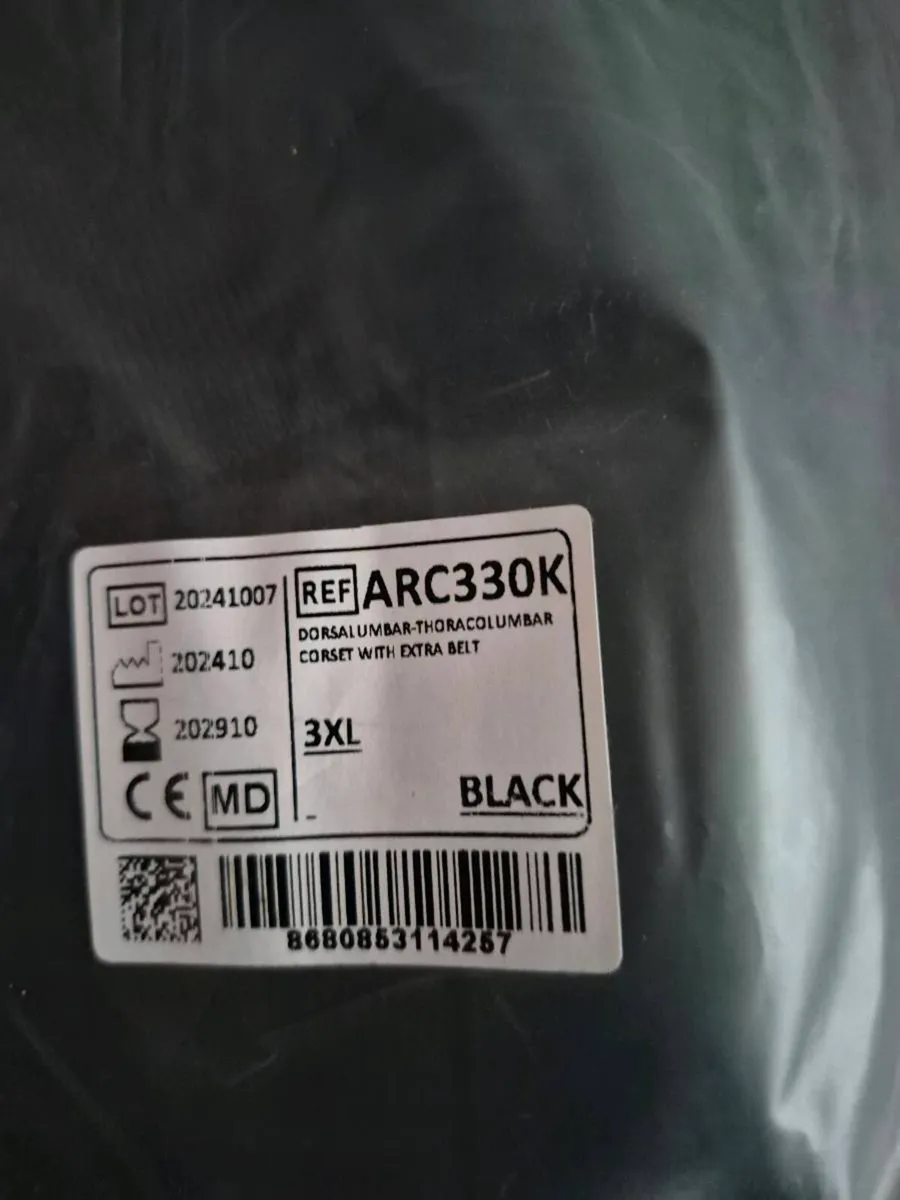 LOT 20241007
202410
202910
CE MD
REF ARC330K
DORSALUMBAR-THORACOLUMBAR
CORSET WITH EXTRA BELT
3XL
-
BLACK
8680853114257